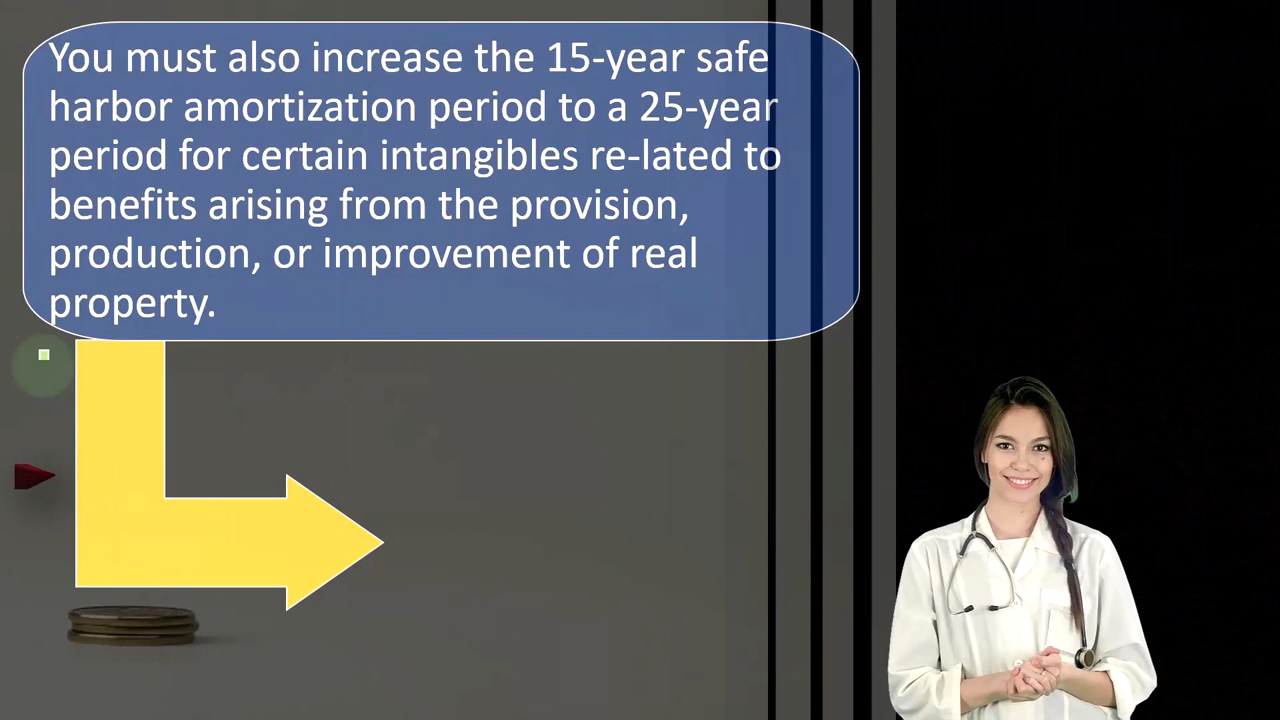 You must also increase the 15-year safe
harbor amortization period to a 25-year
period for certain intangibles re-lated to
benefits arising from the provision,
production, or improvement of real
property.